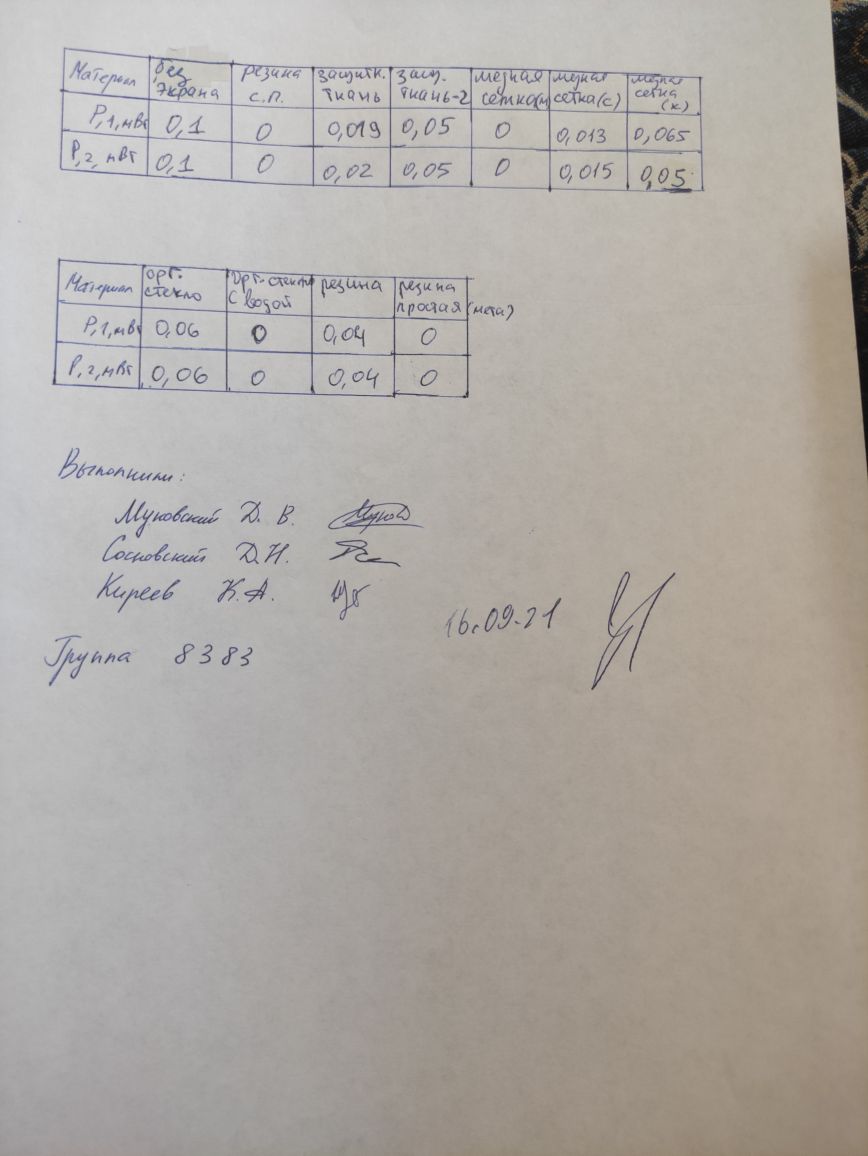 Материал без экрана резина с.п. защитн. ткань защ. ткань-2 медная сетка(м) медная сетка(с) медная сетка (к)
P,1,мВт 0,1 0 0,019 0,05 0 0,013 0,065
P,2,мВт 0,1 0 0,02 0,05 0 0,015 0,05
Материал орг. стекло Орг-стекло с водой резина резина простая (мета)
P,1,мВт 0,06 0 0,04 0
P,2,мВт 0,06 0 0,04 0
Выполнили:
Муковский Д. В.
Сосновский Д.Н.
Киреев К.А.
16.09.21
Группа 8383